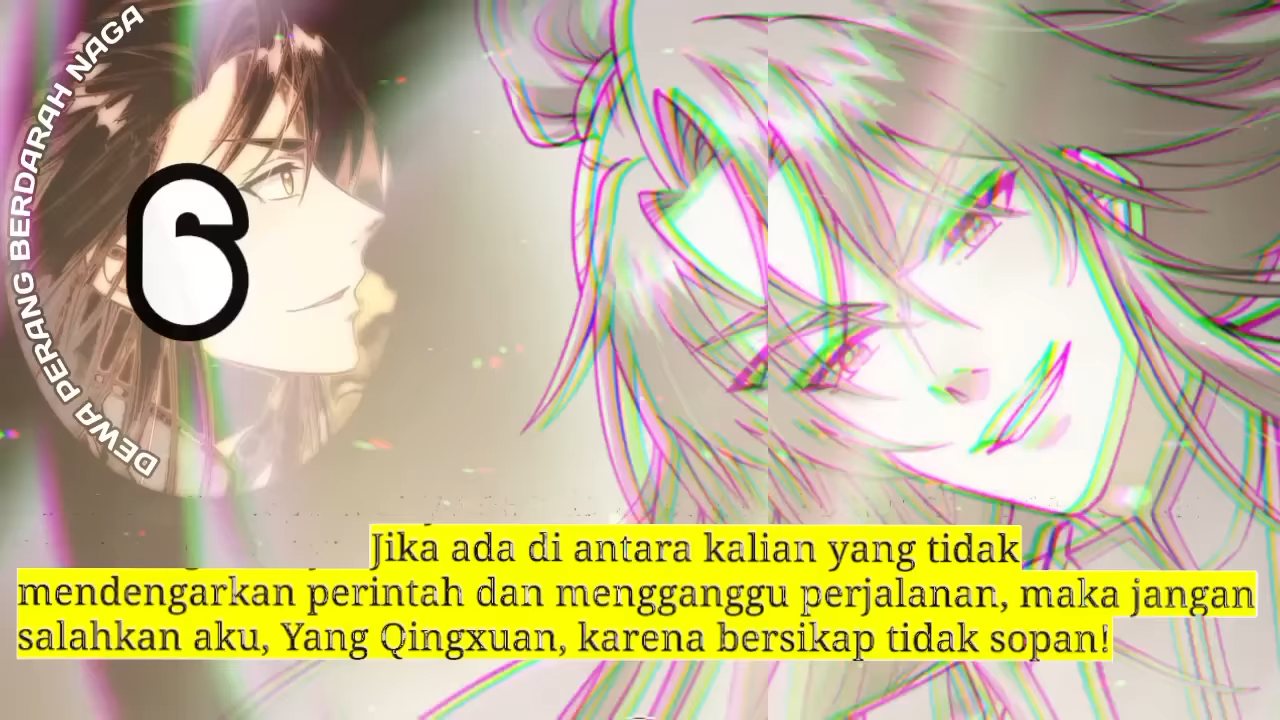 DEWA PERANG BERDARAH NAGA
6
Jika ada di antara kalian yang tidak
mendengarkan perintah dan mengganggu perjalanan, maka jangan
salahkan aku, Yang Qingxuan, karena bersikap tidak sopan!